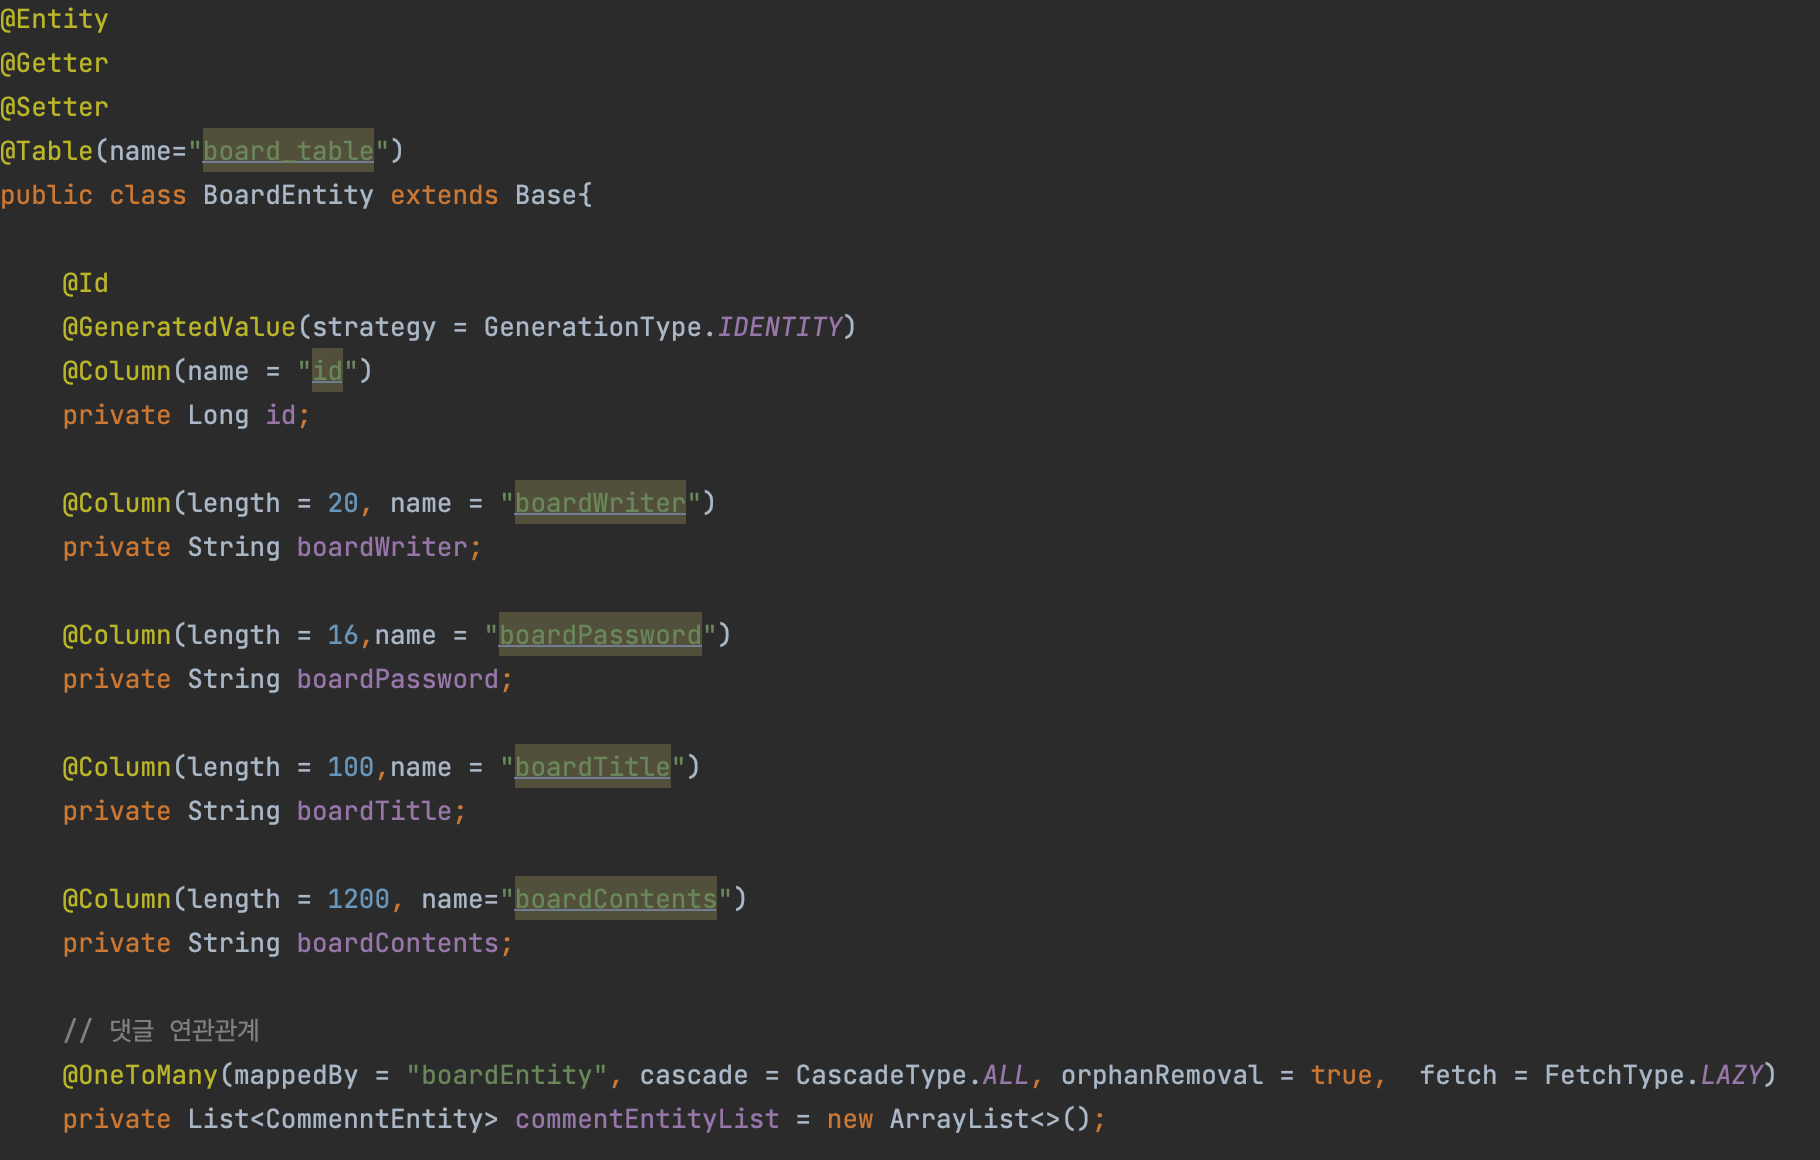 @Entity
@Getter
@Setter
@Table(name="board_table")
public class BoardEntity extends Base{
@Id
@GeneratedValue(strategy = GenerationType.IDENTITY)
@Column(name = "id")
private Long id;
@Column(length = 20, name = "boardWriter")
private String boardWriter;
@Column(length = 16,name = "boardPassword")
private String boardPassword;
@Column(length = 100,name = "boardTitle")
private String boardTitle;
@Column(length = 1200, name="boardContents")
private String boardContents;
// 댓글 연관관계
@OneToMany(mappedBy = "boardEntity", cascade = CascadeType.ALL, orphanRemoval = true,  fetch = FetchType.LAZY)
private List<CommenntEntity> commentEntityList = new ArrayList<>();